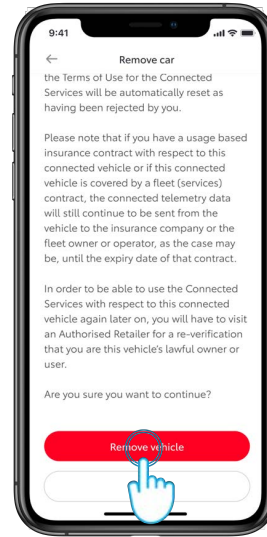 9:41
Remove car
the Terms of Use for the Connected
Services will be automatically reset as
having been rejected by you.
Please note that if you have a usage based
insurance contract with respect to this
connected vehicle or if this connected
vehicle is covered by a fleet (services)
contract, the connected telemetry data
will still continue to be sent from the
vehicle to the insurance company or the
fleet owner or operator, as the case may
be, until the expiry date of that contract.
In order to be able to use the Connected
Services with respect to this connected
vehicle again later on, you will have to visit
an Authorised Retailer for a re-verification
that you are this vehicle's lawful owner or
user.
Are you sure you want to continue?
Remove vehicle